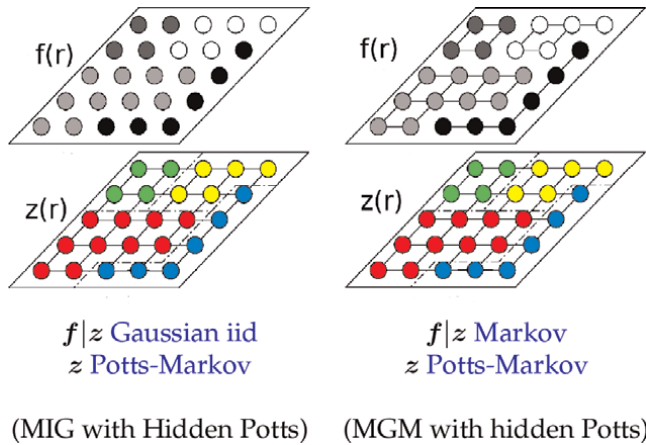 f(r)
z(r)
f|z Gaussian iid
z Potts-Markov
(MIG with Hidden Potts)
f(r)
z(r)
f|z Markov
z Potts-Markov
(MGM with hidden Potts)